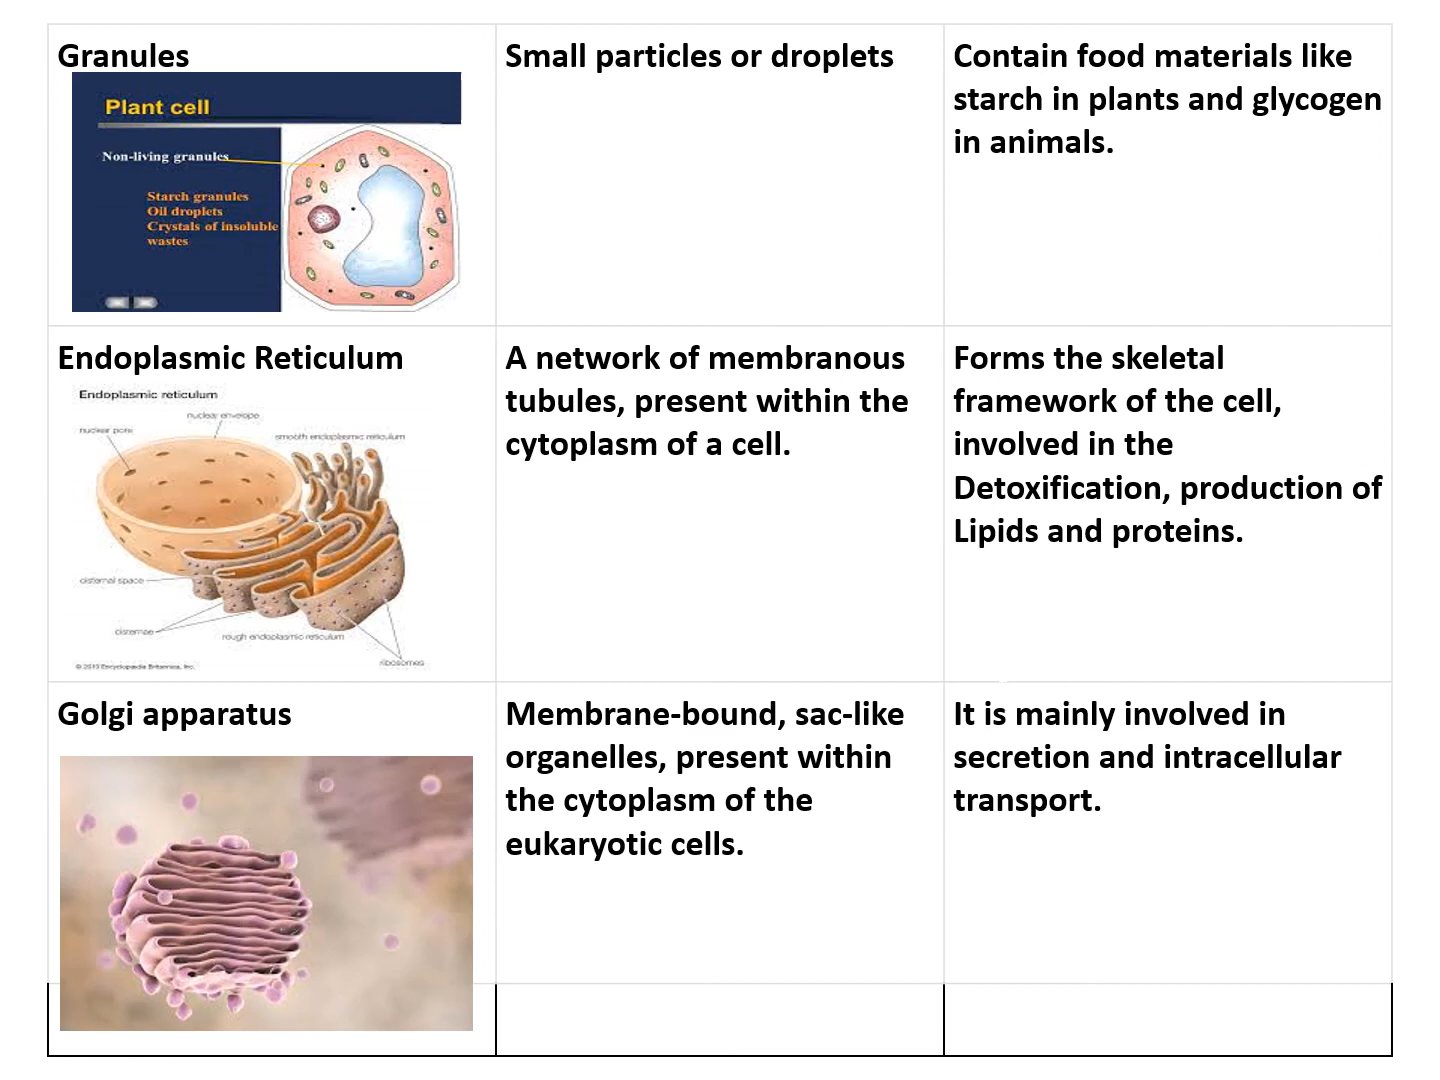 Granules
Plant cell
Non-living granules
Starch granules
Oil droplets
Crystals of insoluble
wastes
Small particles or droplets
Contain food materials like
starch in plants and glycogen
in animals.
Endoplasmic Reticulum
Endoplasmic reticulum
nuclear envelope
nuclear pore
smooth endoplasmic reticulum
cisternal space
cisternae
rough endoplasmic reticulum
ribosomes
© 2010 Encyclopædia Britannica, Inc.
A network of membranous
tubules, present within the
cytoplasm of a cell.
Forms the skeletal
framework of the cell,
involved in the
Detoxification, production of
Lipids and proteins.
Golgi apparatus
Membrane-bound, sac-like
organelles, present within
the cytoplasm of the
eukaryotic cells.
It is mainly involved in
secretion and intracellular
transport.